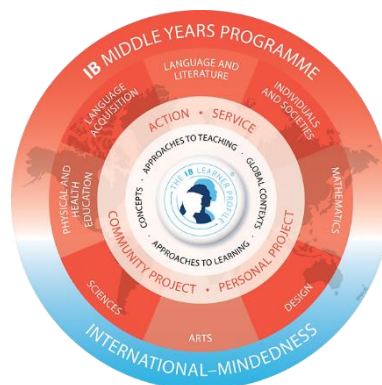 IB MIDDLE YEARS PROGRAMME
LANGUAGE AND
LITERATURE
INDIVIDUALS
AND SOCIETIES
MATHEMATICS
DESIGN
ARTS
SCIENCES
PHYSICAL AND
HEALTH
EDUCATION
LANGUAGE
ACQUISITION
ACTION • SERVICE
COMMUNITY PROJECT • PERSONAL PROJECT
APPROACHES TO TEACHING · GLOBAL CONTEXTS · APPROACHES TO LEARNING · CONCEPTS ·
THE IB LEARNER PROFILE
INTERNATIONAL-MINDEDNESS